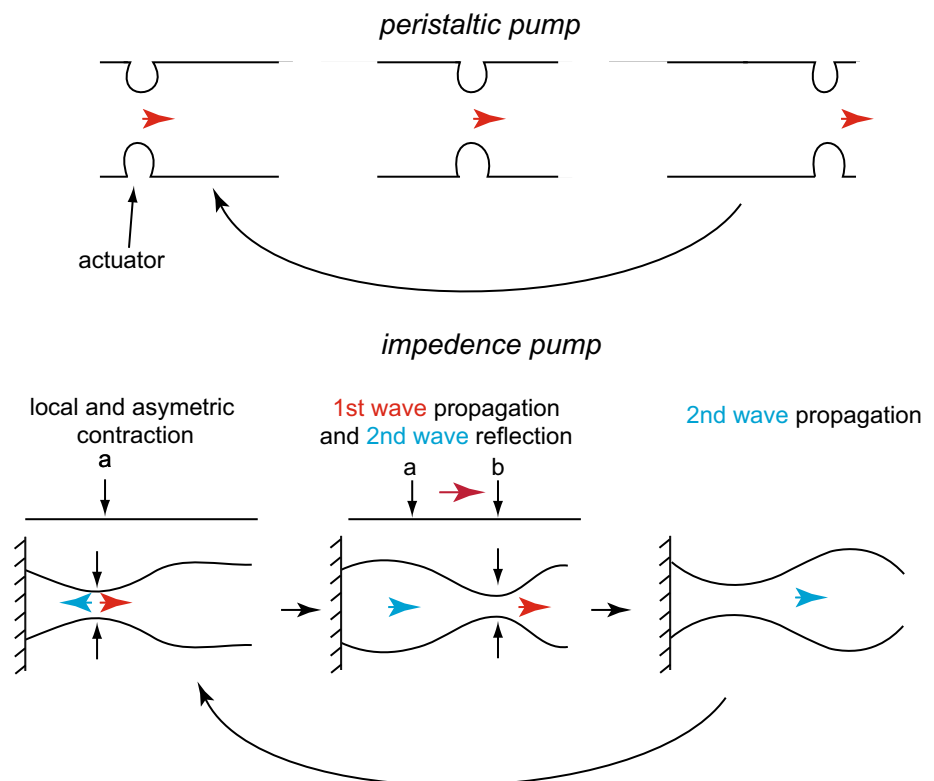 peristaltic pump
actuator
impedence pump
local and asymetric
contraction
a
1st wave propagation
and 2nd wave reflection
a
b
2nd wave propagation